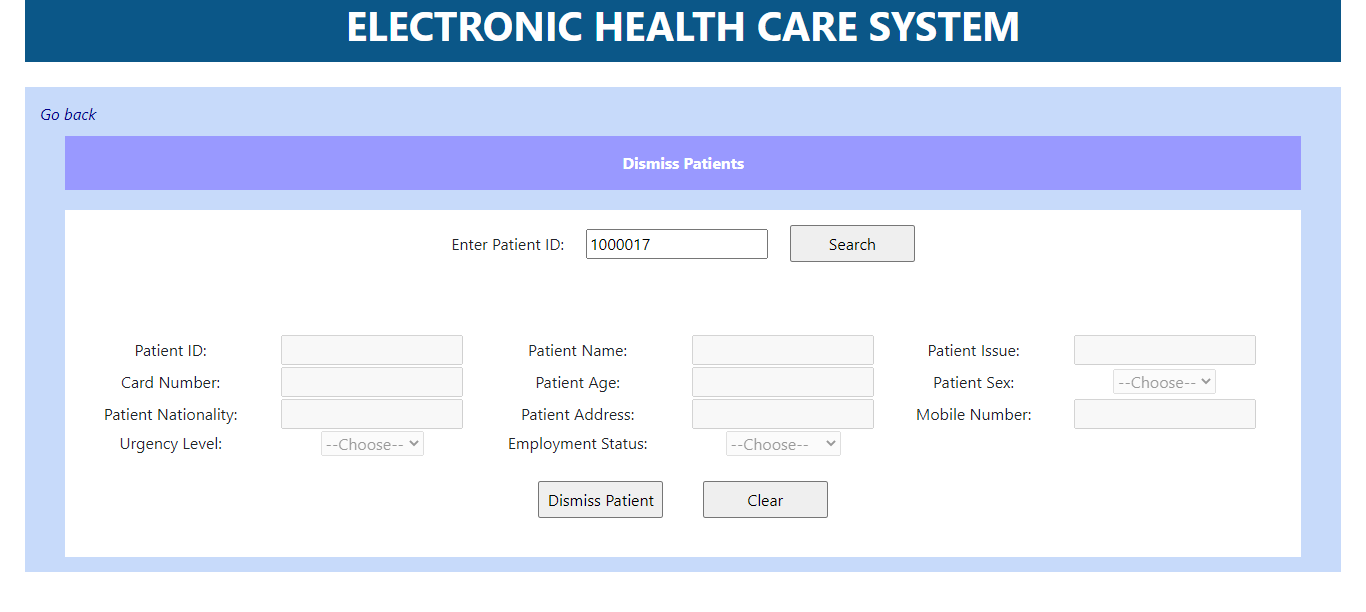 ELECTRONIC HEALTH CARE SYSTEM
Go back
Dismiss Patients
Enter Patient ID: 1000017 Search
Patient ID: Patient Name: Patient Issue:
Card Number: Patient Age: Patient Sex: --Choose--
Patient Nationality: Patient Address: Mobile Number:
Urgency Level: --Choose-- Employment Status: --Choose--
Dismiss Patient Clear